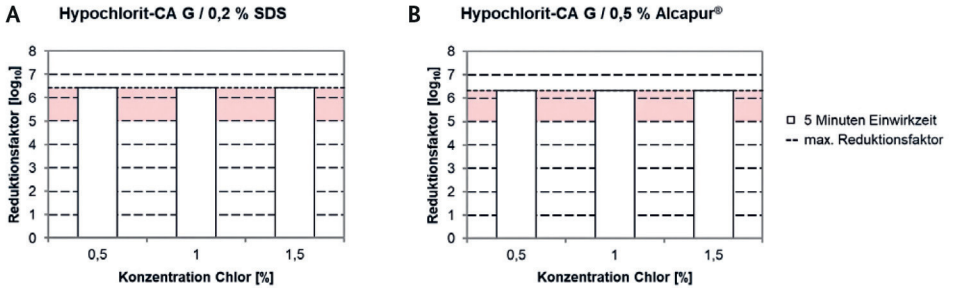 A Hypochlorit-CA G / 0,2 % SDS
Reduktionsfaktor [log₁₀]
8
7
6
5
4
3
2
1
0
0,5 1 1,5
Konzentration Chlor [%]
B Hypochlorit-CA G / 0,5 % Alcapur®
Reduktionsfaktor [log₁₀]
8
7
6
5
4
3
2
1
0
0,5 1 1,5
Konzentration Chlor [%]
5 Minuten Einwirkzeit
max. Reduktionsfaktor